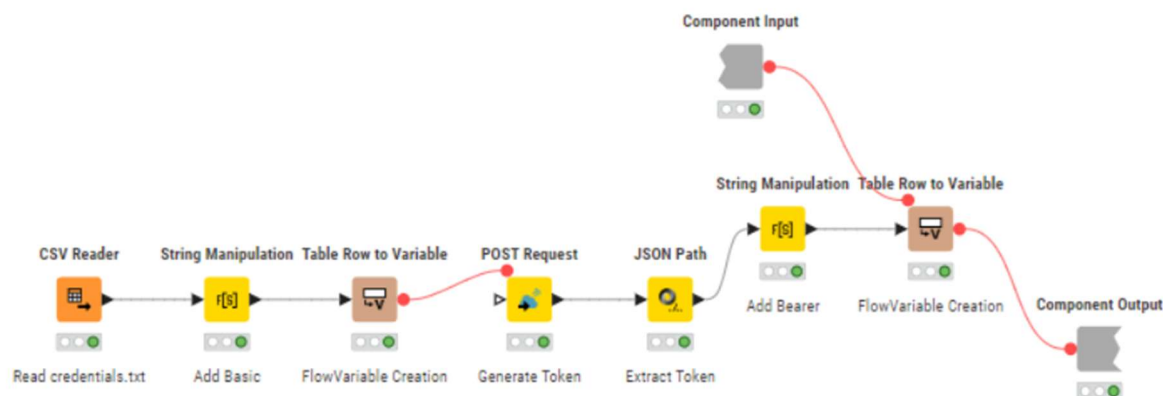 Component Input
String Manipulation Table Row to Variable
F[S]
V
Add Bearer FlowVariable Creation
CSV Reader String Manipulation Table Row to Variable POST Request JSON Path
F[S]
V
Read credentials.txt Add Basic FlowVariable Creation Generate Token Extract Token
Component Output